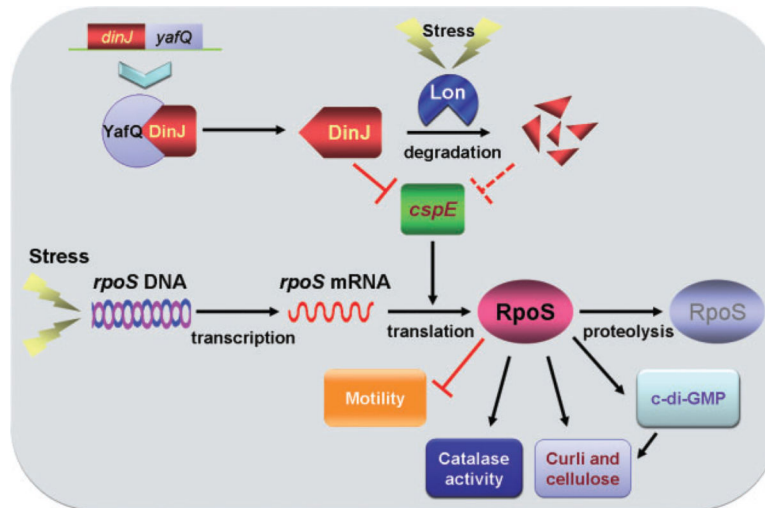 dinJ yafQ
Stress
Lon
YafQ DinJ
DinJ
degradation
cspE
Stress
rpoS DNA
rpoS mRNA
transcription
translation
RpoS
proteolysis
RpoS
Motility
c-di-GMP
Catalase
activity
Curli and
cellulose